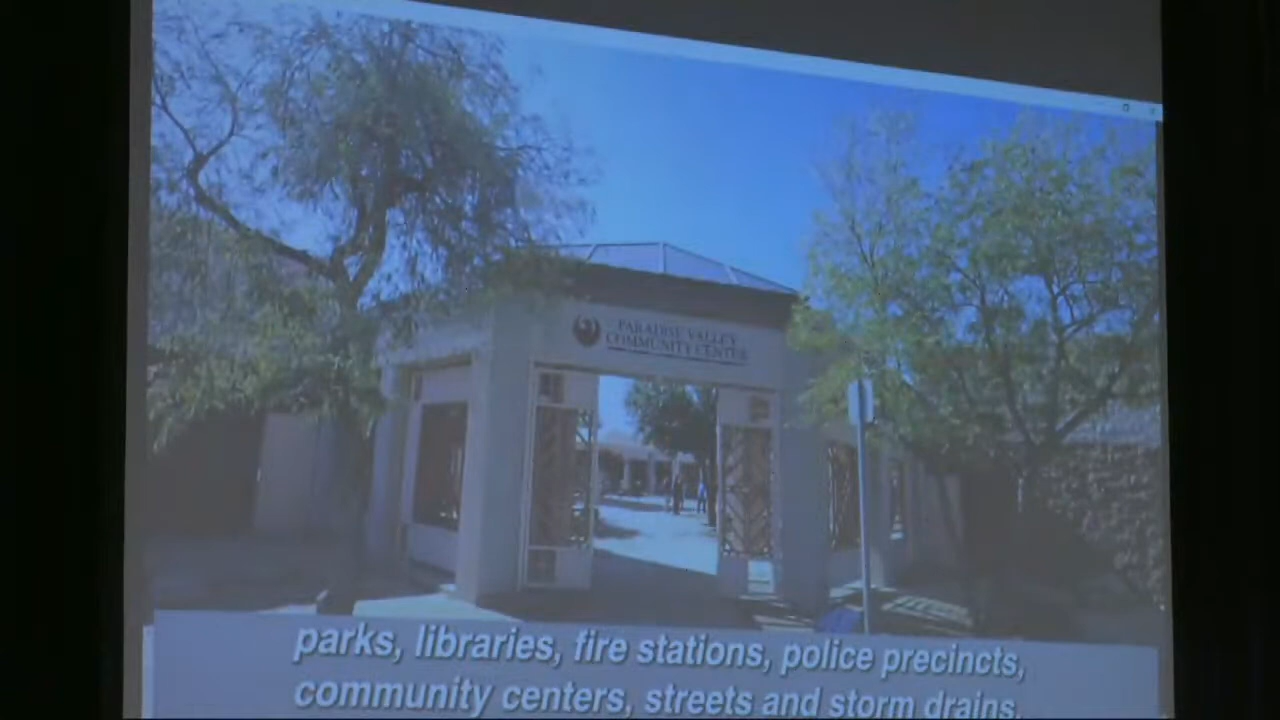 PARADISE VALLEY
COMMUNITY CENTER
parks, libraries, fire stations, police precincts,
community centers, streets and storm drains.